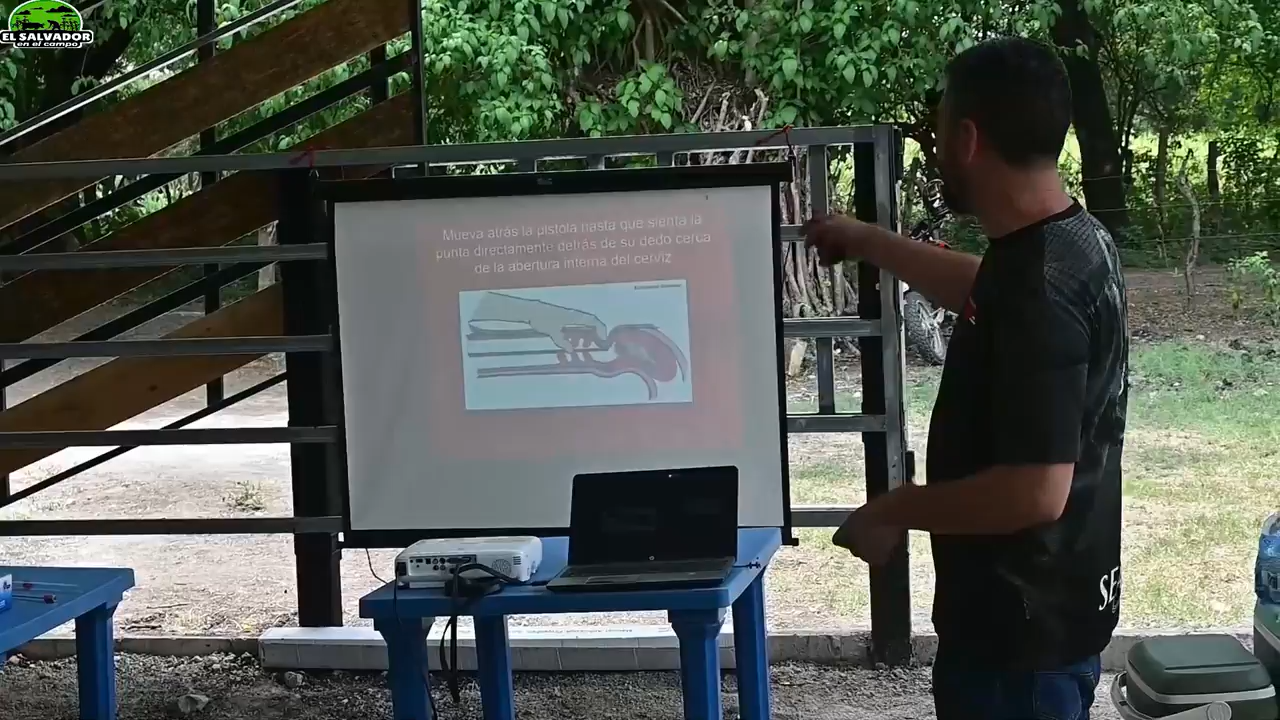 EL SALVADOR
en el campo
Mueva atrás la pistola hasta que sienta la
punta directamente detrás de su dedo cerca
de la abertura interna del cerviz
SE